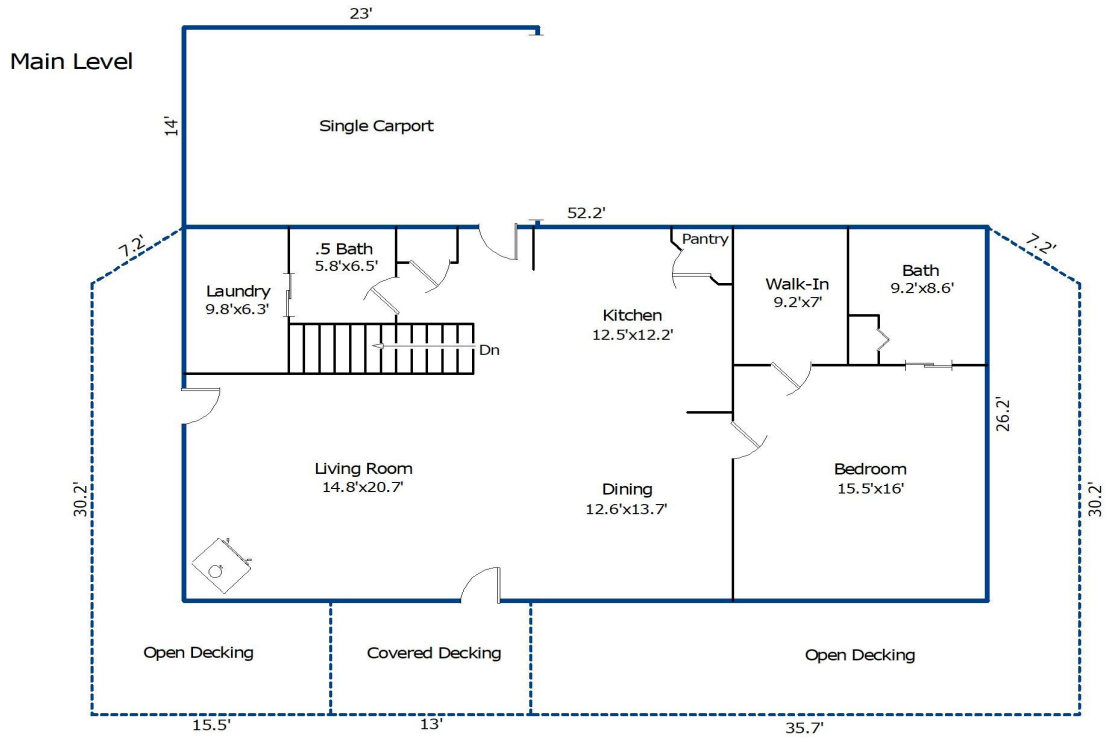 23'
Main Level
14'
Single Carport
52.2'
7.2'
7.2'
.5 Bath
5.8'x6.5'
Pantry
Laundry
9.8'x6.3'
Walk-In
9.2'x7'
Bath
9.2'x8.6'
Kitchen
12.5'x12.2'
Dn
26.2'
Living Room
14.8'x20.7'
Bedroom
15.5'x16'
Dining
12.6'x13.7'
30.2'
30.2'
Open Decking
Covered Decking
Open Decking
15.5'
13'
35.7'